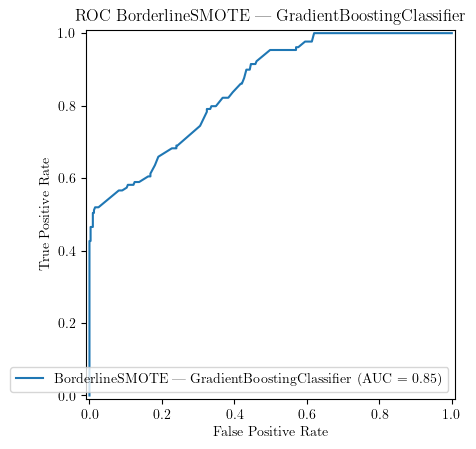 ROC BorderlineSMOTE — GradientBoostingClassifier
1.0
0.8
0.6
0.4
0.2
0.0
True Positive Rate
BorderlineSMOTE — GradientBoostingClassifier (AUC = 0.85)
0.0 0.2 0.4 0.6 0.8 1.0
False Positive Rate